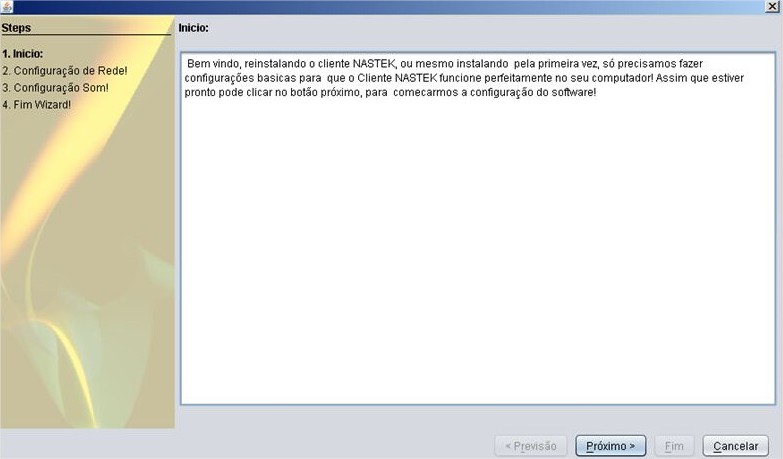 Steps
1. Inicio:
2. Configuração de Rede!
3. Configuração Som!
4. Fim Wizard!
Inicio:
Bem vindo, reinstalando o cliente NASTEK, ou mesmo instalando pela primeira vez, só precisamos fazer
configurações basicas para que o Cliente NASTEK funcione perfeitamente no seu computador! Assim que estiver
pronto pode clicar no botão próximo, para comecarmos a configuração do software!
< Previsão
Próximo >
Fim
Cancelar